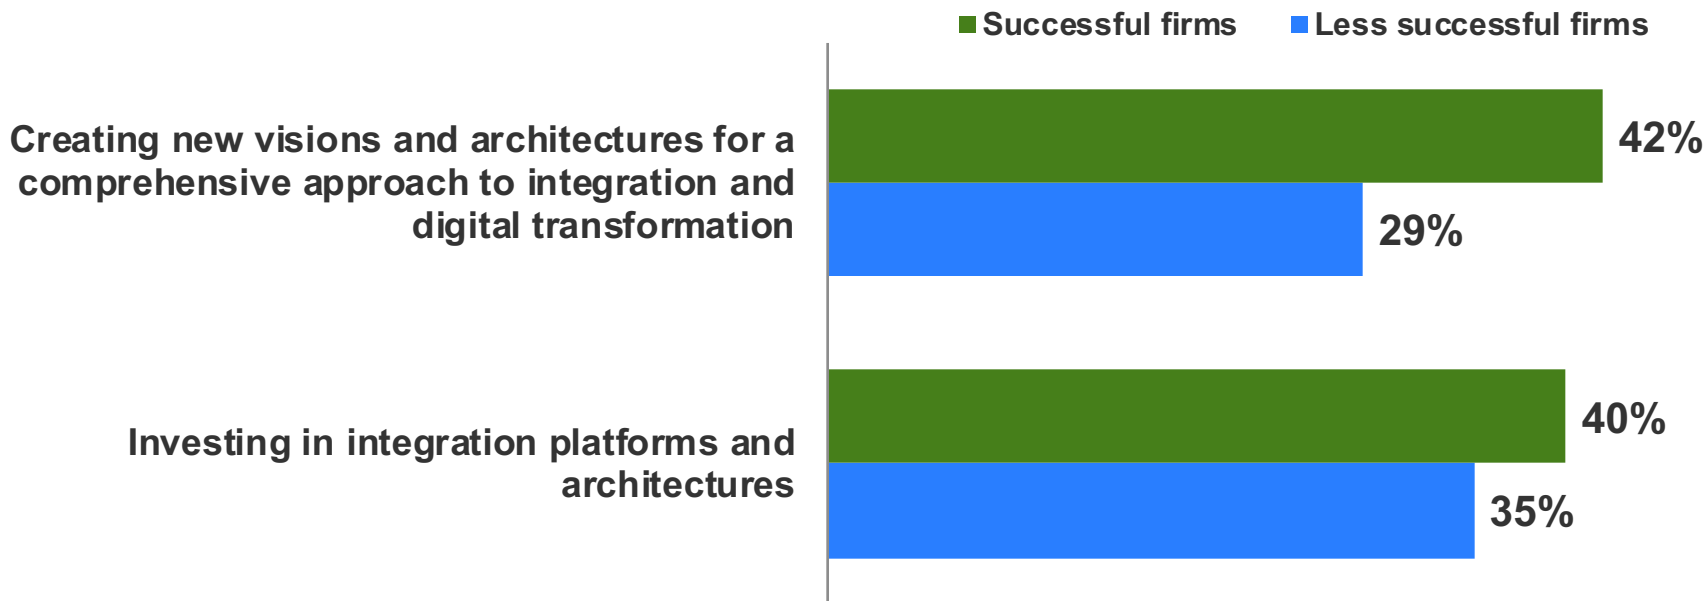 Successful firms
Less successful firms
Creating new visions and architectures for a
comprehensive approach to integration and
digital transformation
42%
29%
Investing in integration platforms and
architectures
40%
35%